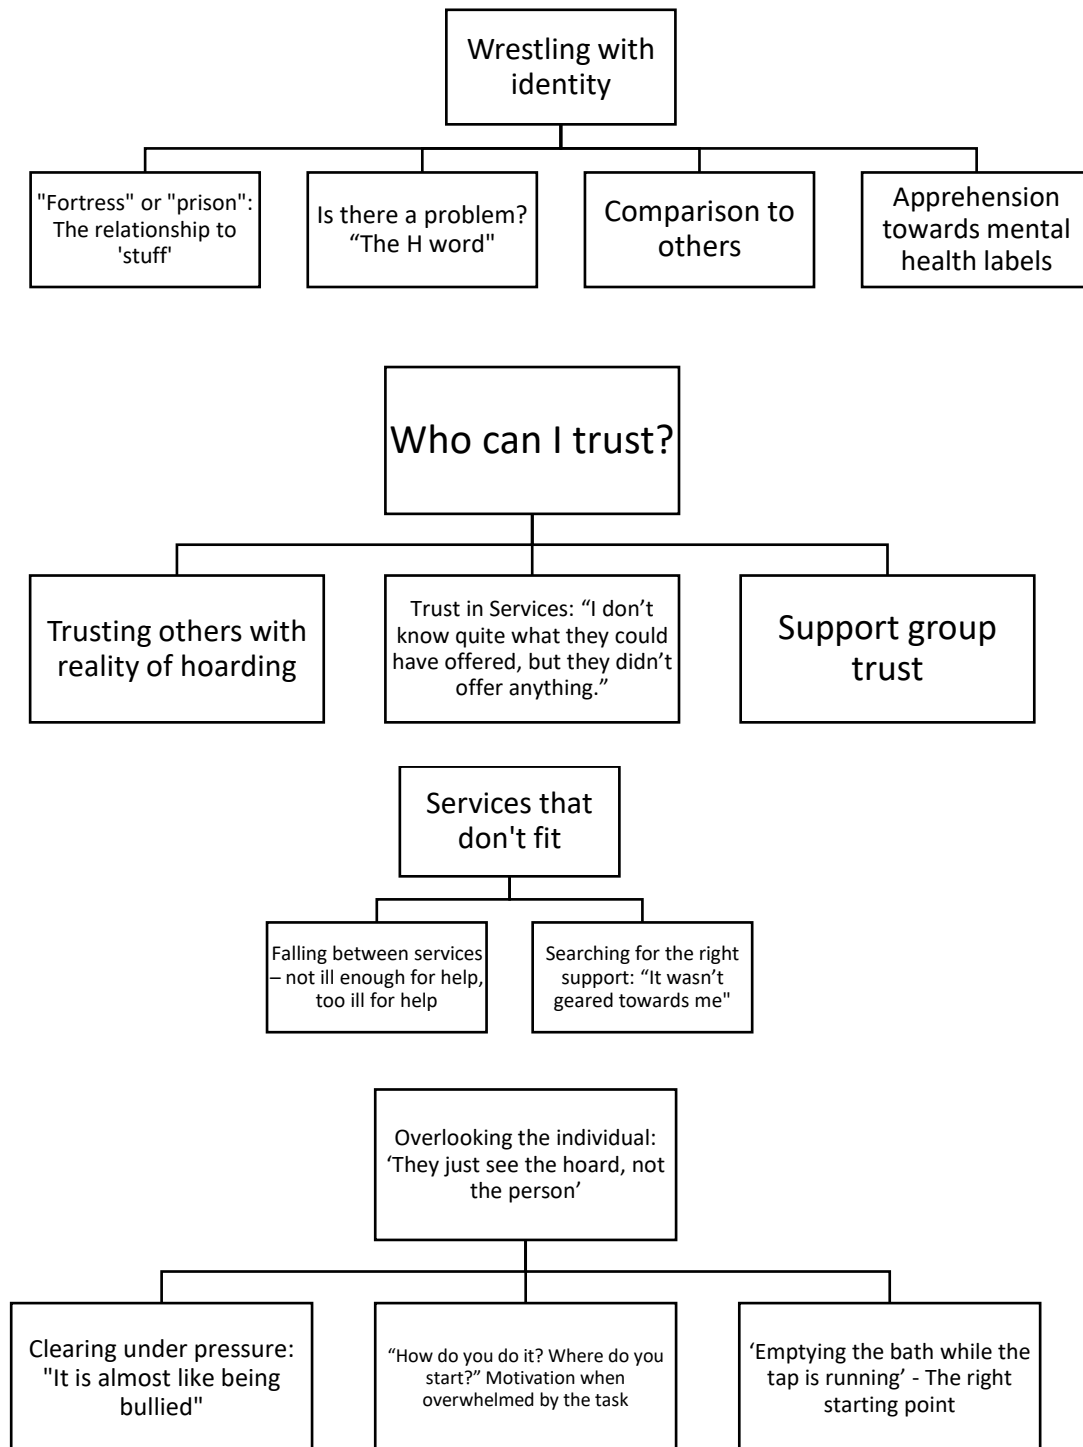 Wrestling with
identity
"Fortress" or "prison":
The relationship to
'stuff'
Is there a problem?
“The H word"
Comparison to
others
Apprehension
towards mental
health labels
Who can I trust?
Trusting others with
reality of hoarding
Trust in Services: “I don’t
know quite what they could
have offered, but they didn’t
offer anything.”
Support group
trust
Services that
don't fit
Falling between services
– not ill enough for help,
too ill for help
Searching for the right
support: “It wasn’t
geared towards me"
Overlooking the individual:
‘They just see the hoard, not
the person’
Clearing under pressure:
"It is almost like being
bullied"
“How do you do it? Where do you
start?” Motivation when
overwhelmed by the task
‘Emptying the bath while the
tap is running’ - The right
starting point